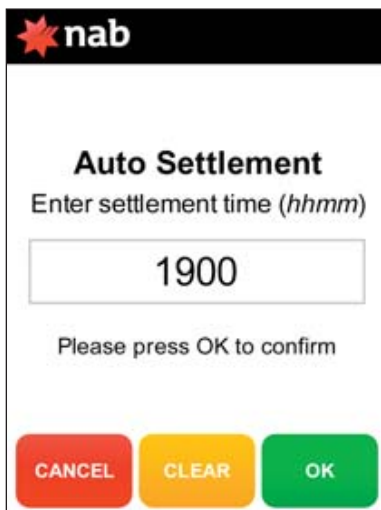 nab
Auto Settlement
Enter settlement time (hhmm)
1900
Please press OK to confirm
CANCEL CLEAR OK